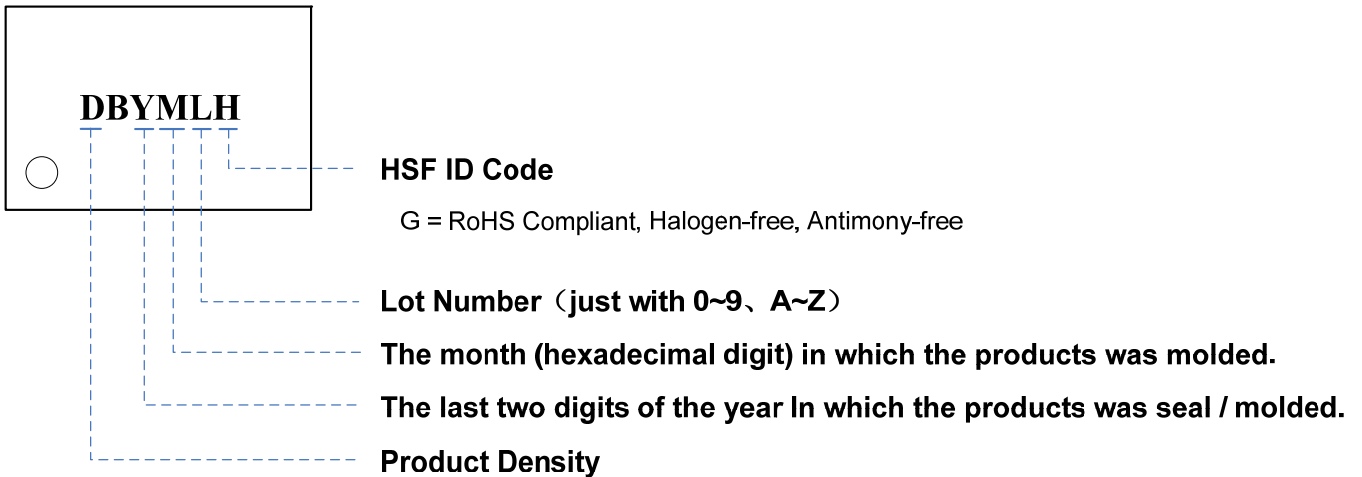 DBYMLH
HSF ID Code
G = RoHS Compliant, Halogen-free, Antimony-free
Lot Number（just with 0~9、A~Z）
The month (hexadecimal digit) in which the products was molded.
The last two digits of the year In which the products was seal / molded.
Product Density